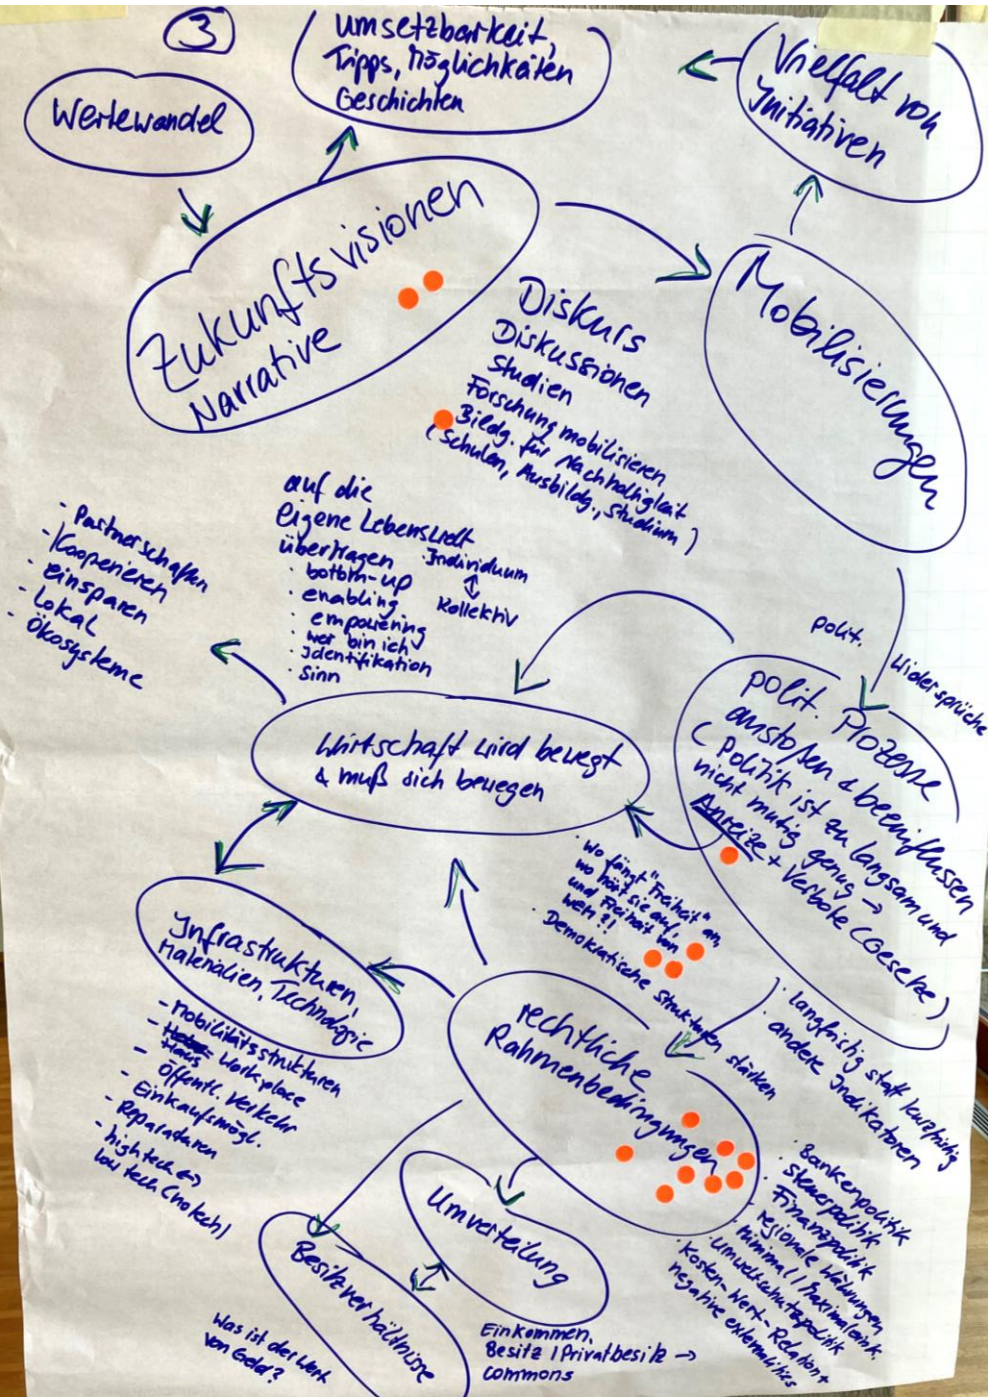 3
Umsetzbarkeit,
Tipps, Möglichkeiten
Geschichten
Vielfalt von
Initiativen
Wertewandel
Zukunftsvisionen
Narrative
Diskurs
Diskussionen
Studien
Forschung mobilisieren
Bildg. für Nachhaltigkeit
(Schulen, Ausbildg., Studium)
Mobilisierungen
- Partnerschaften
- Kooperieren
- einsparen
- Lokal
- Ökosysteme
auf die
eigene Lebenswelt
übertragen
· bottom-up
· enabling
· empowering
· wer bin ich
· Identifikation
· Sinn
· Individuum
↕
Kollektiv
polit.
Widersprüche
polit. Prozesse
anstoßen & beeinflussen
(Politik ist zu langsam und
nicht mutig genug →
Anreize + Verbote (Gesetze)
Wirtschaft wird bewegt
& muß sich bewegen
· wo fängt "Freiheit" an,
wo hört sie auf,
und Freiheit von
wem?!
· Demokratische Strukturen stärken
· langfristig statt kurzfristig
· andere Indikatoren
Infrastrukturen,
Materialien, Technologie
- Mobilitätsstrukturen
- Workplace
- Öffentl. Verkehr
- Einkaufsmögl.
- Reparaturen
- high tech ↔
low tech (no tech)
rechtliche
Rahmenbedingungen
· Bankenpolitik
· Steuerpolitik
· Finanzpolitik
· regionale Währungen
· minimal / Maximaleink.
· Umweltschutzpolitik
· Kosten-Wert-Relation +
negative externalities
Umverteilung
Besitzverhältnisse
Was ist der Wert
von Geld?
Einkommen,
Besitz / Privatbesitz →
commons